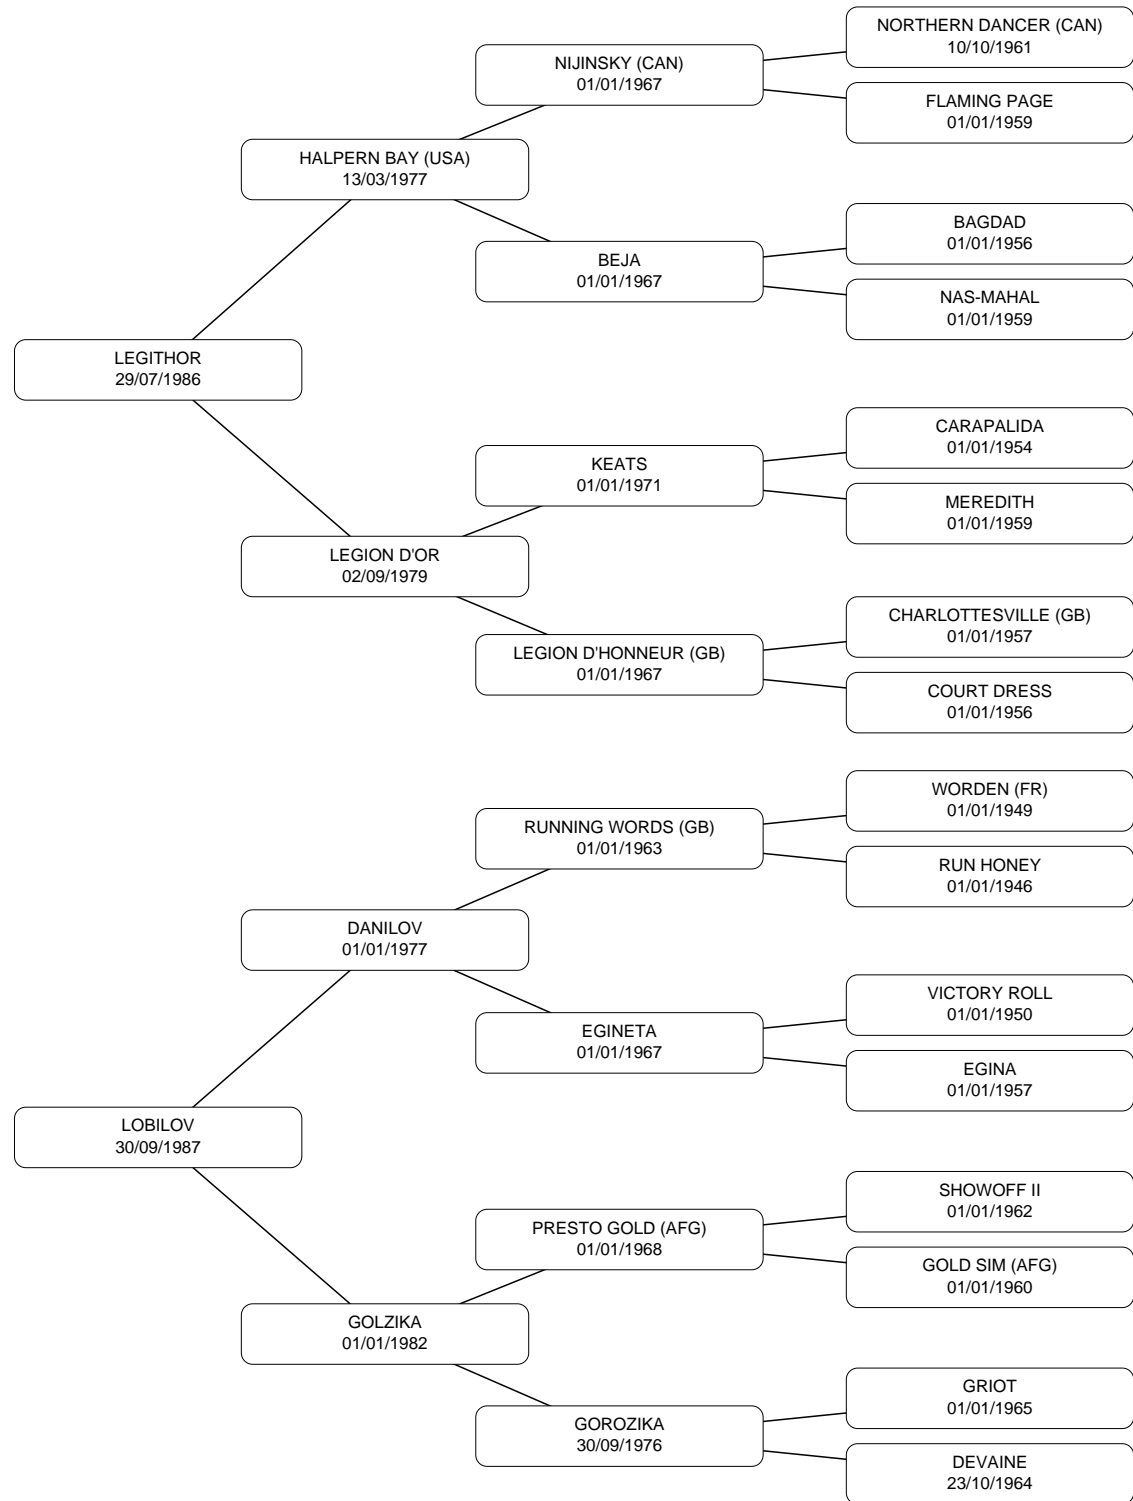 NORTHERN DANCER (CAN)
10/10/1961
NIJINSKY (CAN)
01/01/1967
FLAMING PAGE
01/01/1959
HALPERN BAY (USA)
13/03/1977
BAGDAD
01/01/1956
BEJA
01/01/1967
NAS-MAHAL
01/01/1959
LEGITHOR
29/07/1986
CARAPALIDA
01/01/1954
KEATS
01/01/1971
MEREDITH
01/01/1959
LEGION D'OR
02/09/1979
CHARLOTTESVILLE (GB)
01/01/1957
LEGION D'HONNEUR (GB)
01/01/1967
COURT DRESS
01/01/1956
WORDEN (FR)
01/01/1949
RUNNING WORDS (GB)
01/01/1963
RUN HONEY
01/01/1946
DANILOV
01/01/1977
VICTORY ROLL
01/01/1950
EGINETA
01/01/1967
EGINA
01/01/1957
LOBILOV
30/09/1987
SHOWOFF II
01/01/1962
PRESTO GOLD (AFG)
01/01/1968
GOLD SIM (AFG)
01/01/1960
GOLZIKA
01/01/1982
GRIOT
01/01/1965
GOROZIKA
30/09/1976
DEVAINE
23/10/1964